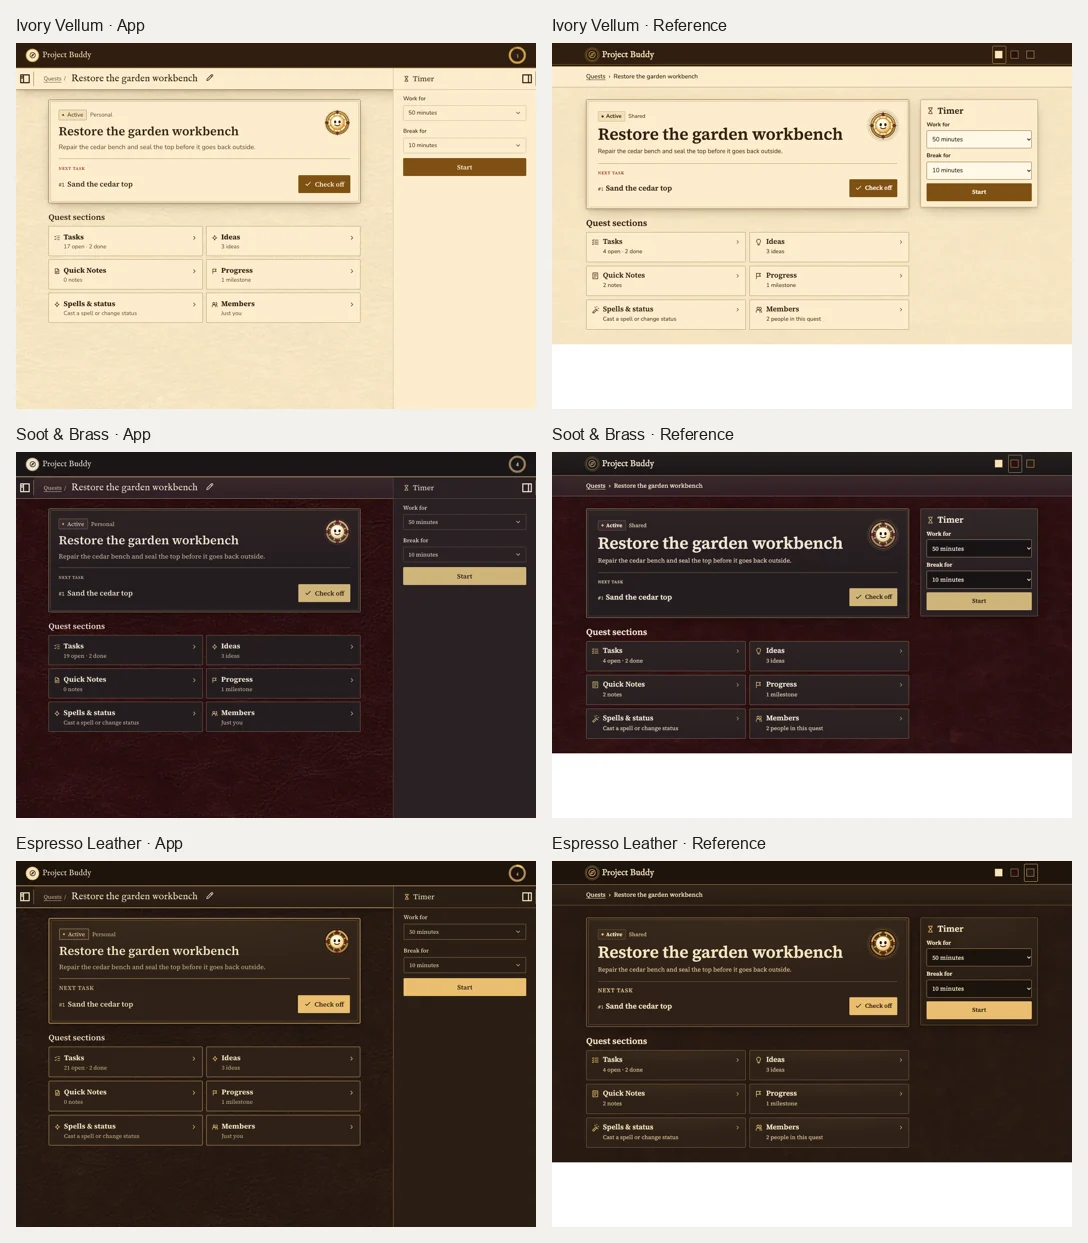 Ivory Vellum · App
Project Buddy
Quests / Restore the garden workbench
Timer
Active Personal
Restore the garden workbench
Repair the cedar bench and seal the top before it goes back outside.
NEXT TASK
#1 Sand the cedar top
Check off
Work for
50 minutes
Break for
10 minutes
Start
Quest sections
Tasks
17 open · 2 done
Ideas
3 ideas
Quick Notes
0 notes
Progress
1 milestone
Spells & status
Cast a spell or change status
Members
Just you
Ivory Vellum · Reference
Project Buddy
Quests › Restore the garden workbench
Active Shared
Restore the garden workbench
Repair the cedar bench and seal the top before it goes back outside.
NEXT TASK
#1 Sand the cedar top
Check off
Timer
Work for
50 minutes
Break for
10 minutes
Start
Quest sections
Tasks
4 open · 2 done
Ideas
3 ideas
Quick Notes
2 notes
Progress
1 milestone
Spells & status
Cast a spell or change status
Members
2 people in this quest
Soot & Brass · App
Project Buddy
Quests / Restore the garden workbench
Timer
Active Personal
Restore the garden workbench
Repair the cedar bench and seal the top before it goes back outside.
NEXT TASK
#1 Sand the cedar top
Check off
Work for
50 minutes
Break for
10 minutes
Start
Quest sections
Tasks
19 open · 2 done
Ideas
3 ideas
Quick Notes
0 notes
Progress
1 milestone
Spells & status
Cast a spell or change status
Members
Just you
Soot & Brass · Reference
Project Buddy
Quests › Restore the garden workbench
Active Shared
Restore the garden workbench
Repair the cedar bench and seal the top before it goes back outside.
NEXT TASK
#1 Sand the cedar top
Check off
Timer
Work for
50 minutes
Break for
10 minutes
Start
Quest sections
Tasks
4 open · 2 done
Ideas
3 ideas
Quick Notes
2 notes
Progress
1 milestone
Spells & status
Cast a spell or change status
Members
2 people in this quest
Espresso Leather · App
Project Buddy
Quests / Restore the garden workbench
Timer
Active Personal
Restore the garden workbench
Repair the cedar bench and seal the top before it goes back outside.
NEXT TASK
#1 Sand the cedar top
Check off
Work for
50 minutes
Break for
10 minutes
Start
Quest sections
Tasks
21 open · 2 done
Ideas
3 ideas
Quick Notes
0 notes
Progress
1 milestone
Spells & status
Cast a spell or change status
Members
Just you
Espresso Leather · Reference
Project Buddy
Quests › Restore the garden workbench
Active Shared
Restore the garden workbench
Repair the cedar bench and seal the top before it goes back outside.
NEXT TASK
#1 Sand the cedar top
Check off
Timer
Work for
50 minutes
Break for
10 minutes
Start
Quest sections
Tasks
4 open · 2 done
Ideas
3 ideas
Quick Notes
2 notes
Progress
1 milestone
Spells & status
Cast a spell or change status
Members
2 people in this quest